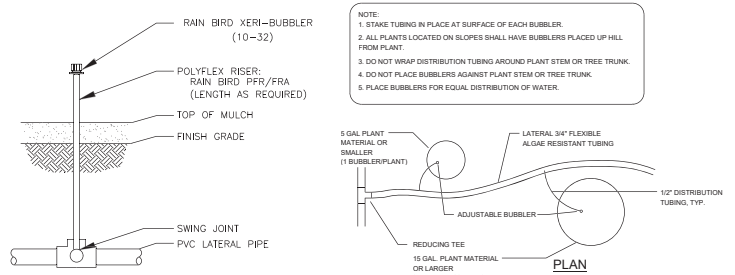 RAIN BIRD XERI-BUBBLER
(10-32)
POLYFLEX RISER:
RAIN BIRD PFR/FRA
(LENGTH AS REQUIRED)
TOP OF MULCH
FINISH GRADE
SWING JOINT
PVC LATERAL PIPE
NOTE:
1. STAKE TUBING IN PLACE AT SURFACE OF EACH BUBBLER.
2. ALL PLANTS LOCATED ON SLOPES SHALL HAVE BUBBLERS PLACED UP HILL
FROM PLANT.
3. DO NOT WRAP DISTRIBUTION TUBING AROUND PLANT STEM OR TREE TRUNK.
4. DO NOT PLACE BUBBLERS AGAINST PLANT STEM OR TREE TRUNK.
5. PLACE BUBBLERS FOR EQUAL DISTRIBUTION OF WATER.
5 GAL PLANT
MATERIAL OR
SMALLER
(1 BUBBLER/PLANT)
LATERAL 3/4" FLEXIBLE
ALGAE RESISTANT TUBING
1/2" DISTRIBUTION
TUBING, TYP.
ADJUSTABLE BUBBLER
REDUCING TEE
15 GAL PLANT MATERIAL
OR LARGER
PLAN